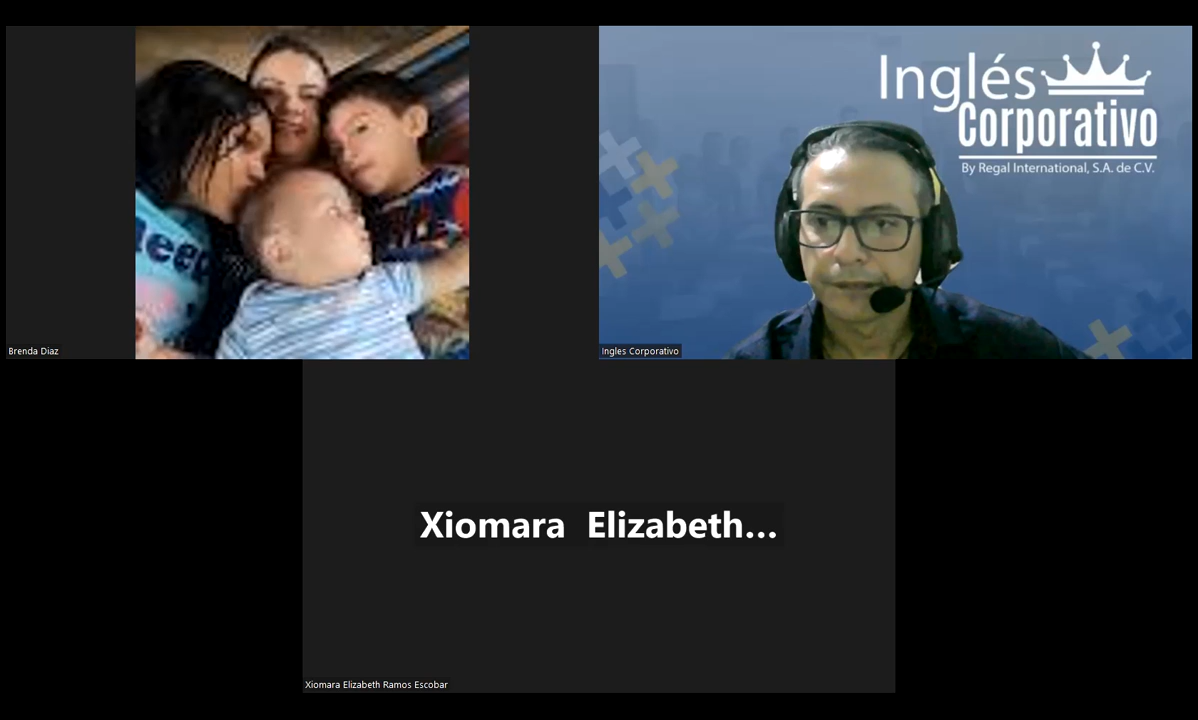 Inglés
Corporativo
By Regal International, S.A. de C.V.
Brenda Diaz
Ingles Corporativo
Xiomara Elizabeth...
Xiomara Elizabeth Ramos Escobar